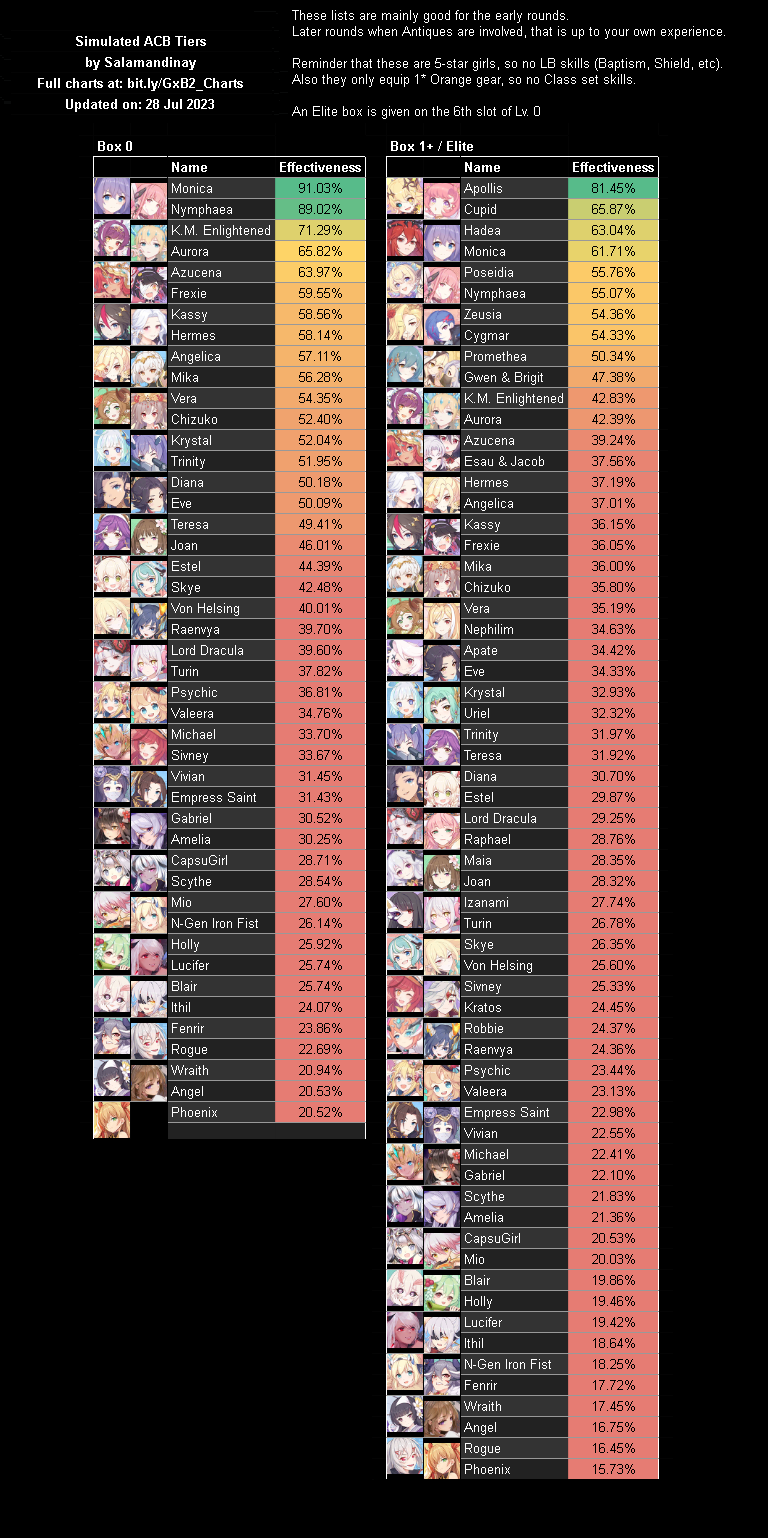 These lists are mainly good for the early rounds.
Later rounds when Antiques are involved, that is up to your own experience.
Reminder that these are 5-star girls, so no LB skills (Baptism, Shield, etc).
Also they only equip 1* Orange gear, so no Class set skills.
An Elite box is given on the 6th slot of Lv. 0
Simulated ACB Tiers
by Salamandinay
Full charts at: bit.ly/GxB2_Charts
Updated on: 28 Jul 2023
Box 0
Name Effectiveness
Monica 91.03%
Nymphaea 89.02%
K.M. Enlightened 71.29%
Aurora 65.82%
Azucena 63.97%
Frexie 59.55%
Kassy 58.56%
Hermes 58.14%
Angelica 57.11%
Mika 56.28%
Vera 54.35%
Chizuko 52.40%
Krystal 52.04%
Trinity 51.95%
Diana 50.18%
Eve 50.09%
Teresa 49.41%
Joan 46.01%
Estel 44.39%
Skye 42.48%
Von Helsing 40.01%
Raenvya 39.70%
Lord Dracula 39.60%
Turin 37.82%
Psychic 36.81%
Valeera 34.76%
Michael 33.70%
Sivney 33.67%
Vivian 31.45%
Empress Saint 31.43%
Gabriel 30.52%
Amelia 30.25%
CapsuGirl 28.71%
Scythe 28.54%
Mio 27.60%
N-Gen Iron Fist 26.14%
Holly 25.92%
Lucifer 25.74%
Blair 25.74%
Ithil 24.07%
Fenrir 23.86%
Rogue 22.69%
Wraith 20.94%
Angel 20.53%
Phoenix 20.52%
Box 1+ / Elite
Name Effectiveness
Apollis 81.45%
Cupid 65.87%
Hadea 63.04%
Monica 61.71%
Poseidia 55.76%
Nymphaea 55.07%
Zeusia 54.36%
Cygmar 54.33%
Promethea 50.34%
Gwen & Brigit 47.38%
K.M. Enlightened 42.83%
Aurora 42.39%
Azucena 39.24%
Esau & Jacob 37.56%
Hermes 37.19%
Angelica 37.01%
Kassy 36.15%
Frexie 36.05%
Mika 36.00%
Chizuko 35.80%
Vera 35.19%
Nephilim 34.63%
Apate 34.42%
Eve 34.33%
Krystal 32.93%
Uriel 32.32%
Trinity 31.97%
Teresa 31.92%
Diana 30.70%
Estel 29.87%
Lord Dracula 29.25%
Raphael 28.76%
Maia 28.35%
Joan 28.32%
Izanami 27.74%
Turin 26.78%
Skye 26.35%
Von Helsing 25.60%
Sivney 25.33%
Kratos 24.45%
Robbie 24.37%
Raenvya 24.36%
Psychic 23.44%
Valeera 23.13%
Empress Saint 22.98%
Vivian 22.55%
Michael 22.41%
Gabriel 22.10%
Scythe 21.83%
Amelia 21.36%
CapsuGirl 20.53%
Mio 20.03%
Blair 19.86%
Holly 19.46%
Lucifer 19.42%
Ithil 18.64%
N-Gen Iron Fist 18.25%
Fenrir 17.72%
Wraith 17.45%
Angel 16.75%
Rogue 16.45%
Phoenix 15.73%